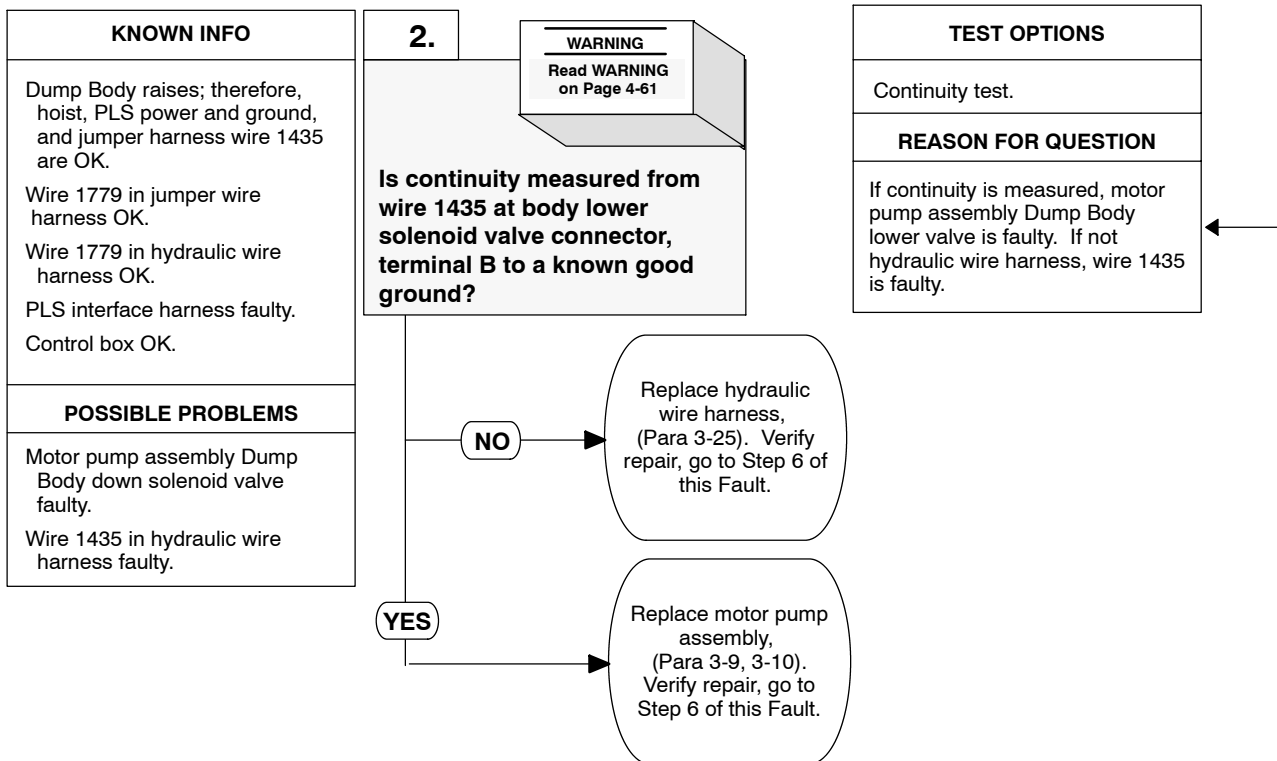 KNOWN INFO
Dump Body raises; therefore,
hoist, PLS power and ground,
and jumper harness wire 1435
are OK.
Wire 1779 in jumper wire
harness OK.
Wire 1779 in hydraulic wire
harness OK.
PLS interface harness faulty.
Control box OK.
POSSIBLE PROBLEMS
Motor pump assembly Dump
Body down solenoid valve
faulty.
Wire 1435 in hydraulic wire
harness faulty.
2.
WARNING
Read WARNING
on Page 4-61
Is continuity measured from
wire 1435 at body lower
solenoid valve connector,
terminal B to a known good
ground?
TEST OPTIONS
Continuity test.
REASON FOR QUESTION
If continuity is measured, motor
pump assembly Dump Body
lower valve is faulty. If not
hydraulic wire harness, wire 1435
is faulty.
NO
Replace hydraulic
wire harness,
(Para 3-25). Verify
repair, go to Step 6 of
this Fault.
YES
Replace motor pump
assembly,
(Para 3-9, 3-10).
Verify repair, go to
Step 6 of this Fault.